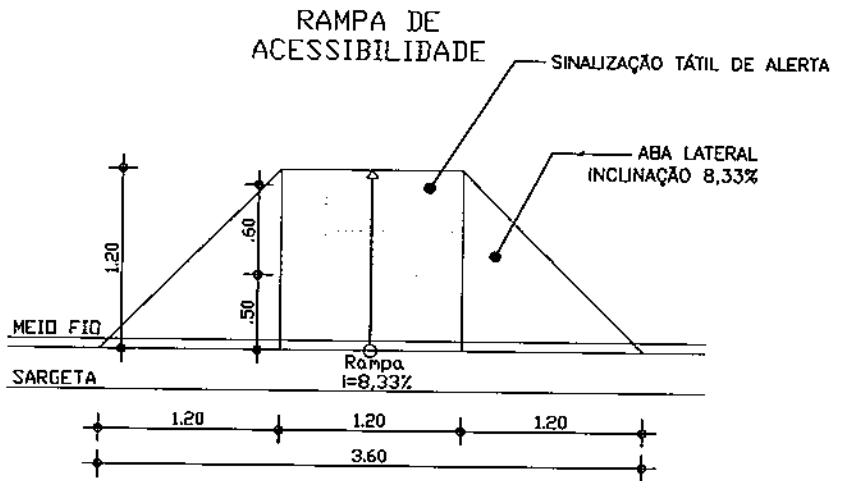 RAMPA DE
ACESSIBILIDADE
SINALIZAÇÃO TÁTIL DE ALERTA
ABA LATERAL
INCLINAÇÃO 8,33%
1.20
.60
.50
MEIO FIO
Rampa
i=8,33%
SARGETA
1.20
1.20
1.20
3.60